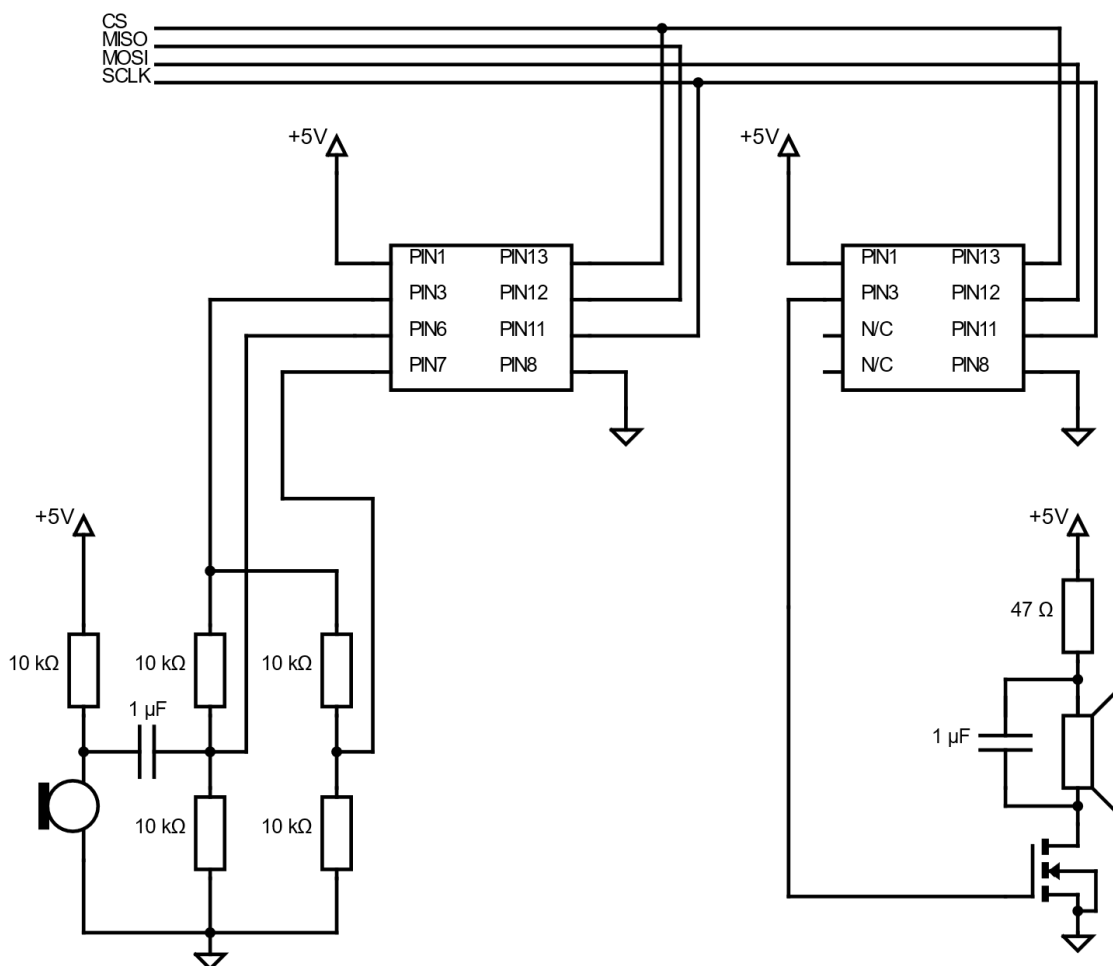 CS
MISO
MOSI
SCLK
+5V
+5V
PIN1 PIN13
PIN3 PIN12
PIN6 PIN11
PIN7 PIN8
PIN1 PIN13
PIN3 PIN12
N/C PIN11
N/C PIN8
+5V
10 kΩ
10 kΩ
10 kΩ
1 µF
10 kΩ
10 kΩ
+5V
47 Ω
1 µF